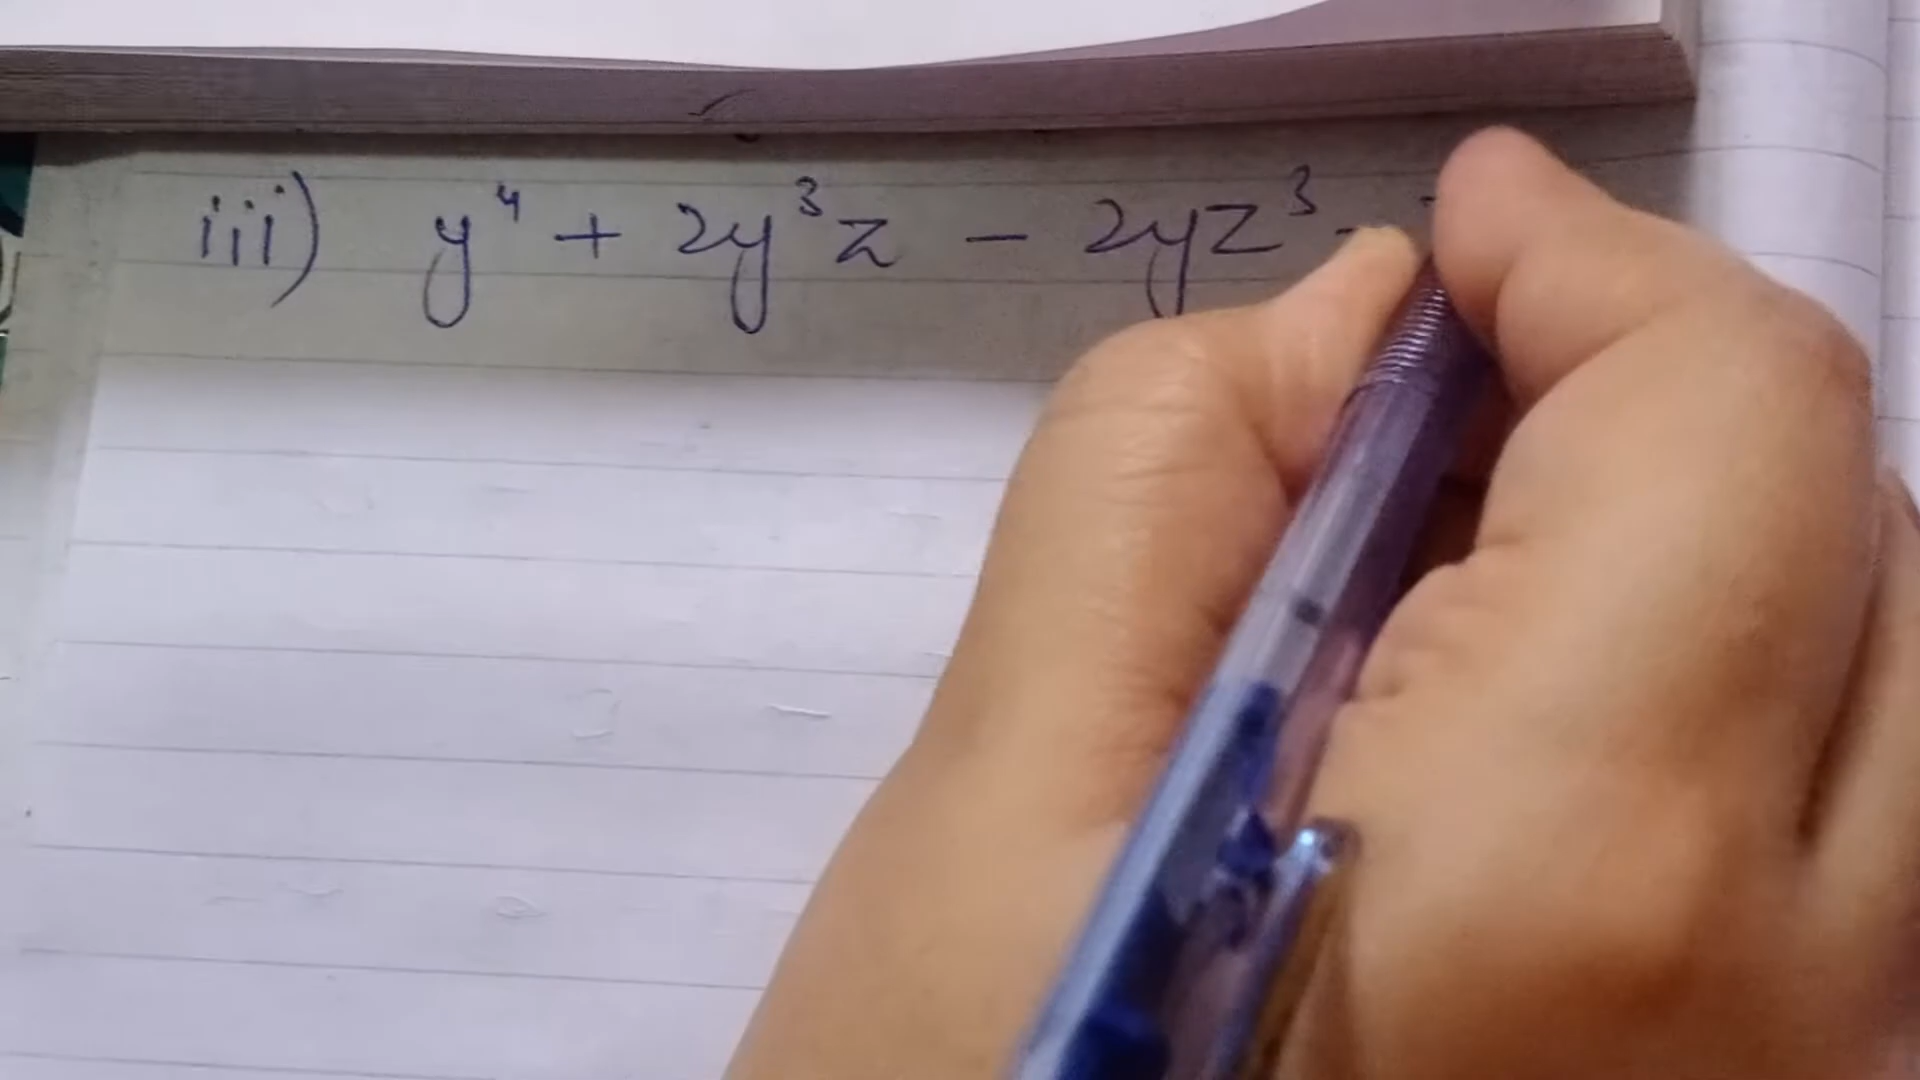 iii) y⁴ + 2y³z - 2yz³ -